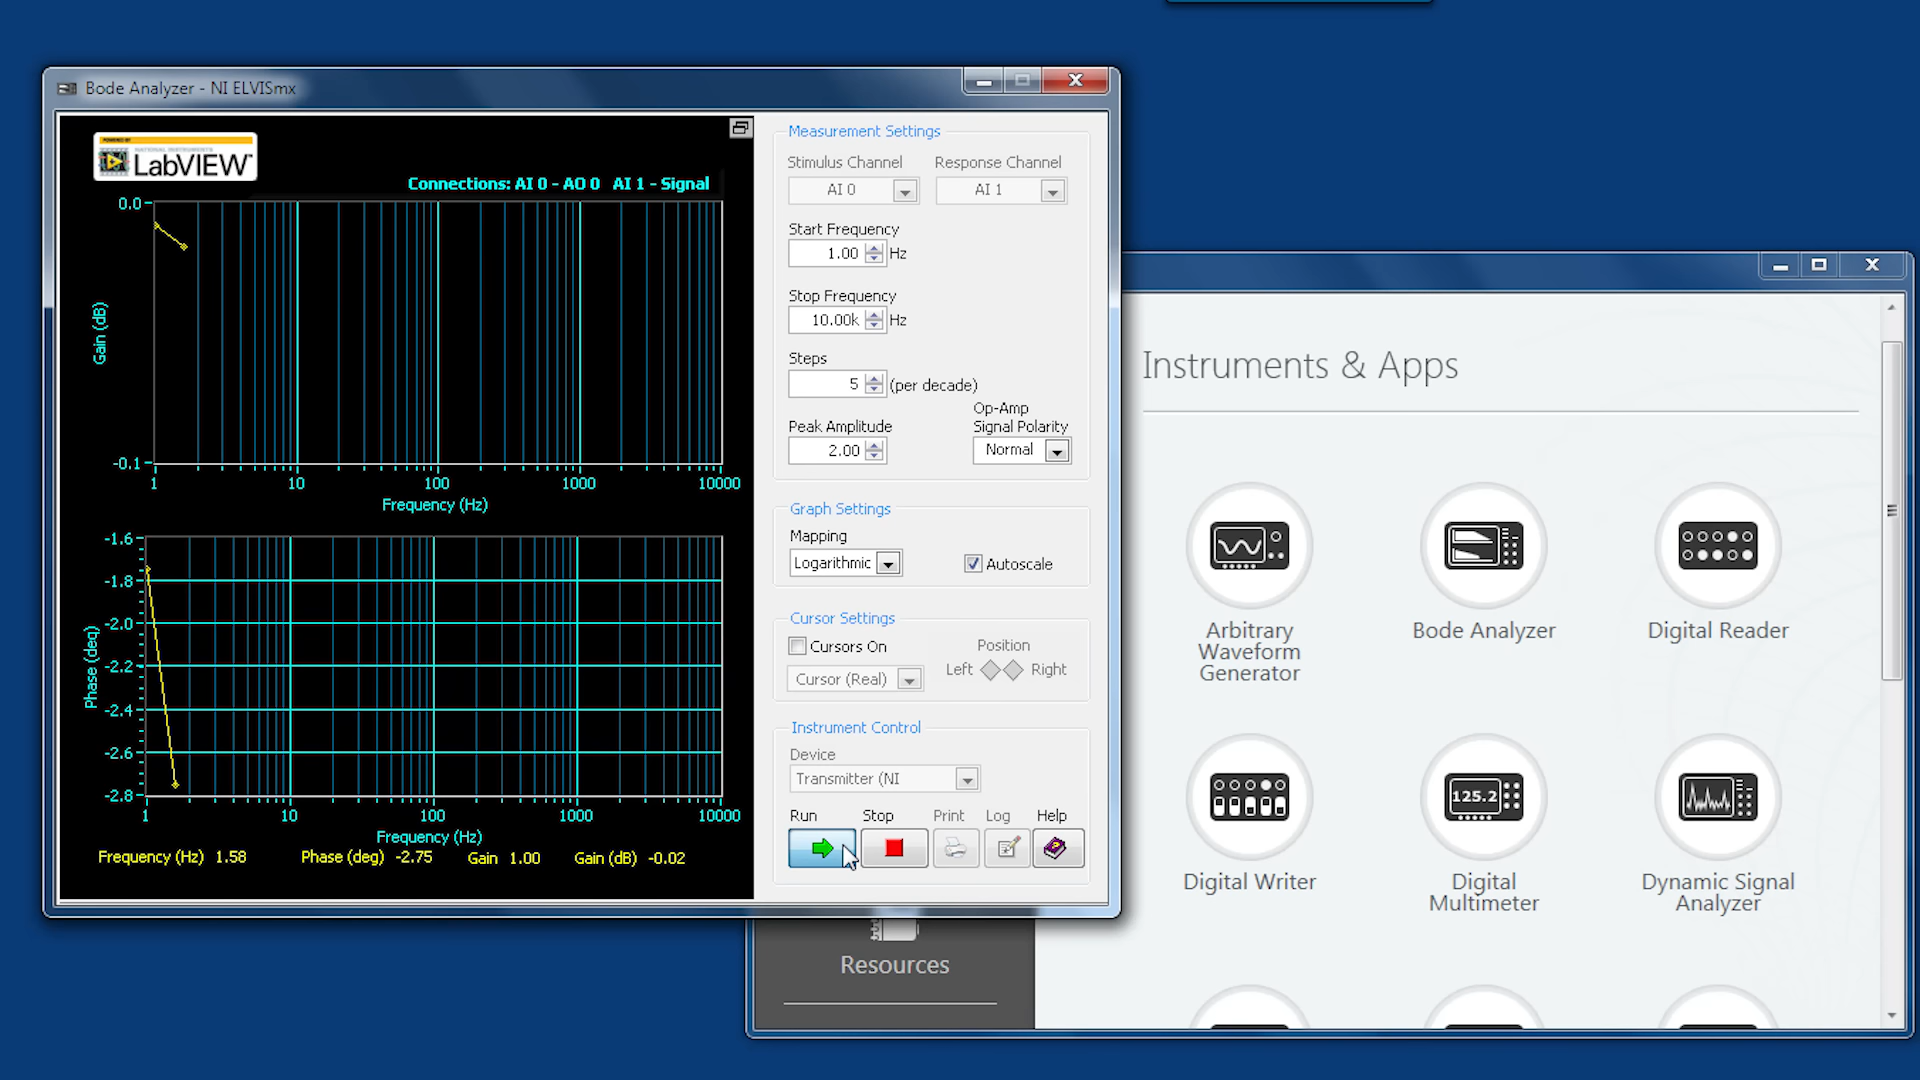 Bode Analyzer - NI ELVISmx
POWERED BY
NATIONAL INSTRUMENTS
LabVIEW™
Connections: AI 0 - AO 0 AI 1 - Signal
0.0
-0.1
Gain (dB)
1 10 100 1000 10000
Frequency (Hz)
-1.6
-1.8
-2.0
-2.2
-2.4
-2.6
-2.8
Phase (deg)
1 10 100 1000 10000
Frequency (Hz)
Frequency (Hz) 1.58 Phase (deg) -2.75 Gain 1.00 Gain (dB) -0.02
Measurement Settings
Stimulus Channel Response Channel
AI 0 AI 1
Start Frequency
1.00 Hz
Stop Frequency
10.00k Hz
Steps
5 (per decade)
Op-Amp
Peak Amplitude Signal Polarity
2.00 Normal
Graph Settings
Mapping
Logarithmic Autoscale
Cursor Settings
Cursors On Position
Cursor (Real) Left Right
Instrument Control
Device
Transmitter (NI
Run Stop Print Log Help
Instruments & Apps
Arbitrary
Waveform
Generator
Bode Analyzer
Digital Reader
Digital Writer
125.2
Digital
Multimeter
Dynamic Signal
Analyzer
Resources